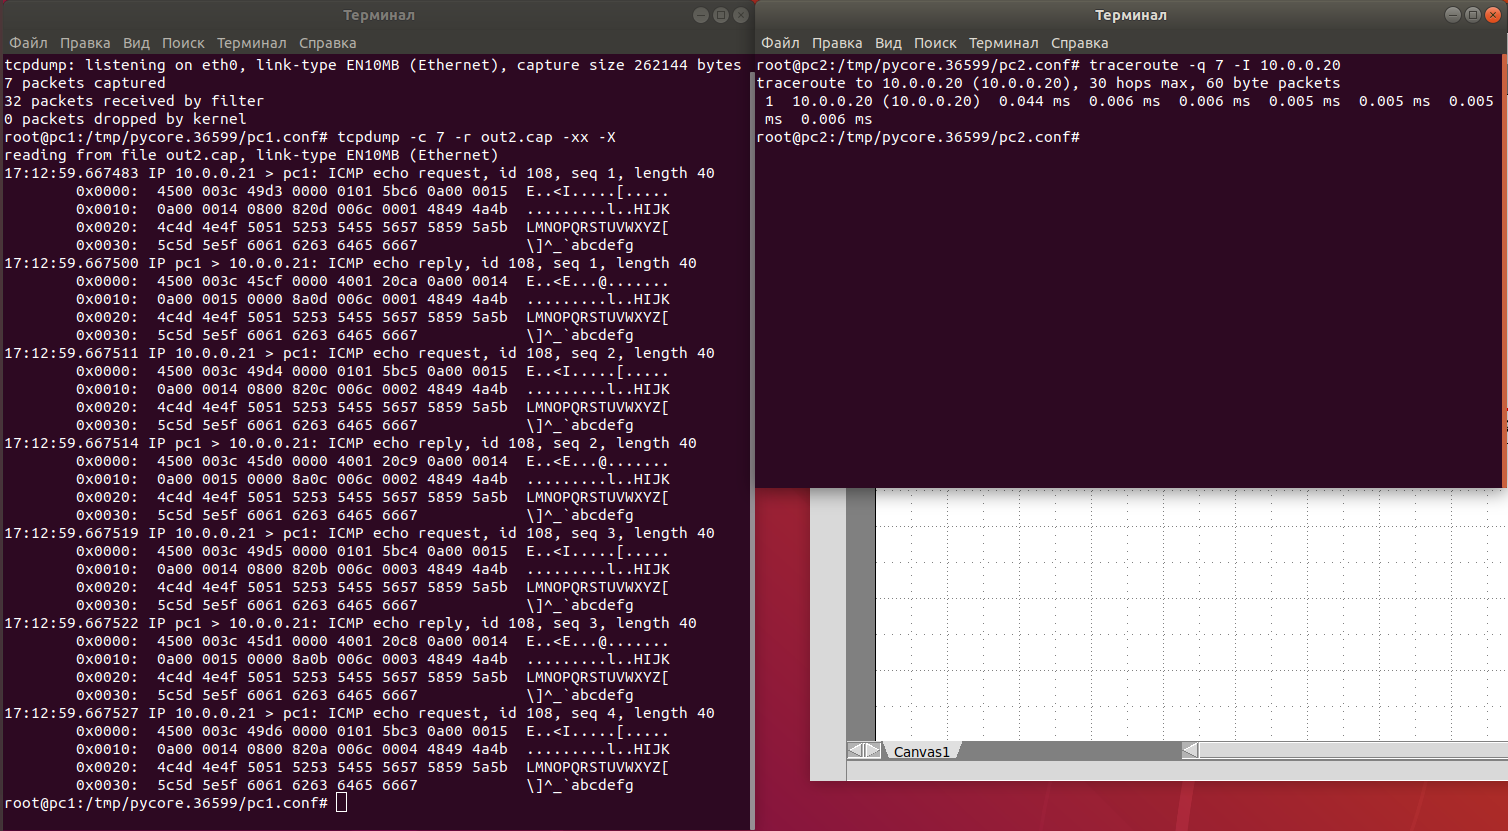 Терминал
Файл Правка Вид Поиск Терминал Справка
tcpdump: listening on eth0, link-type EN10MB (Ethernet), capture size 262144 bytes
7 packets captured
32 packets received by filter
0 packets dropped by kernel
root@pc1:/tmp/pycore.36599/pc1.conf# tcpdump -c 7 -r out2.cap -xx -X
reading from file out2.cap, link-type EN10MB (Ethernet)
17:12:59.667483 IP 10.0.0.21 > pc1: ICMP echo request, id 108, seq 1, length 40
0x0000:  4500 003c 49d3 0000 0101 5bc6 0a00 0015  E..<I.....[.....
0x0010:  0a00 0014 0800 820d 006c 0001 4849 4a4b  .........l..HIJK
0x0020:  4c4d 4e4f 5051 5253 5455 5657 5859 5a5b  LMNOPQRSTUVWXYZ[
0x0030:  5c5d 5e5f 6061 6263 6465 6667  \]^_`abcdefg
17:12:59.667500 IP pc1 > 10.0.0.21: ICMP echo reply, id 108, seq 1, length 40
0x0000:  4500 003c 45cf 0000 4001 20ca 0a00 0014  E..<E...@.......
0x0010:  0a00 0015 0000 8a0d 006c 0001 4849 4a4b  .........l..HIJK
0x0020:  4c4d 4e4f 5051 5253 5455 5657 5859 5a5b  LMNOPQRSTUVWXYZ[
0x0030:  5c5d 5e5f 6061 6263 6465 6667  \]^_`abcdefg
17:12:59.667511 IP 10.0.0.21 > pc1: ICMP echo request, id 108, seq 2, length 40
0x0000:  4500 003c 49d4 0000 0101 5bc5 0a00 0015  E..<I.....[.....
0x0010:  0a00 0014 0800 820c 006c 0002 4849 4a4b  .........l..HIJK
0x0020:  4c4d 4e4f 5051 5253 5455 5657 5859 5a5b  LMNOPQRSTUVWXYZ[
0x0030:  5c5d 5e5f 6061 6263 6465 6667  \]^_`abcdefg
17:12:59.667514 IP pc1 > 10.0.0.21: ICMP echo reply, id 108, seq 2, length 40
0x0000:  4500 003c 45d0 0000 4001 20c9 0a00 0014  E..<E...@.......
0x0010:  0a00 0015 0000 8a0c 006c 0002 4849 4a4b  .........l..HIJK
0x0020:  4c4d 4e4f 5051 5253 5455 5657 5859 5a5b  LMNOPQRSTUVWXYZ[
0x0030:  5c5d 5e5f 6061 6263 6465 6667  \]^_`abcdefg
17:12:59.667519 IP 10.0.0.21 > pc1: ICMP echo request, id 108, seq 3, length 40
0x0000:  4500 003c 49d5 0000 0101 5bc4 0a00 0015  E..<I.....[.....
0x0010:  0a00 0014 0800 820b 006c 0003 4849 4a4b  .........l..HIJK
0x0020:  4c4d 4e4f 5051 5253 5455 5657 5859 5a5b  LMNOPQRSTUVWXYZ[
0x0030:  5c5d 5e5f 6061 6263 6465 6667  \]^_`abcdefg
17:12:59.667522 IP pc1 > 10.0.0.21: ICMP echo reply, id 108, seq 3, length 40
0x0000:  4500 003c 45d1 0000 4001 20c8 0a00 0014  E..<E...@.......
0x0010:  0a00 0015 0000 8a0b 006c 0003 4849 4a4b  .........l..HIJK
0x0020:  4c4d 4e4f 5051 5253 5455 5657 5859 5a5b  LMNOPQRSTUVWXYZ[
0x0030:  5c5d 5e5f 6061 6263 6465 6667  \]^_`abcdefg
17:12:59.667527 IP 10.0.0.21 > pc1: ICMP echo request, id 108, seq 4, length 40
0x0000:  4500 003c 49d6 0000 0101 5bc3 0a00 0015  E..<I.....[.....
0x0010:  0a00 0014 0800 820a 006c 0004 4849 4a4b  .........l..HIJK
0x0020:  4c4d 4e4f 5051 5253 5455 5657 5859 5a5b  LMNOPQRSTUVWXYZ[
0x0030:  5c5d 5e5f 6061 6263 6465 6667  \]^_`abcdefg
root@pc1:/tmp/pycore.36599/pc1.conf#
Терминал
Файл Правка Вид Поиск Терминал Справка
root@pc2:/tmp/pycore.36599/pc2.conf# traceroute -q 7 -I 10.0.0.20
traceroute to 10.0.0.20 (10.0.0.20), 30 hops max, 60 byte packets
1  10.0.0.20 (10.0.0.20)  0.044 ms  0.006 ms  0.006 ms  0.005 ms  0.005 ms  0.005
ms  0.006 ms
root@pc2:/tmp/pycore.36599/pc2.conf#
Canvas1